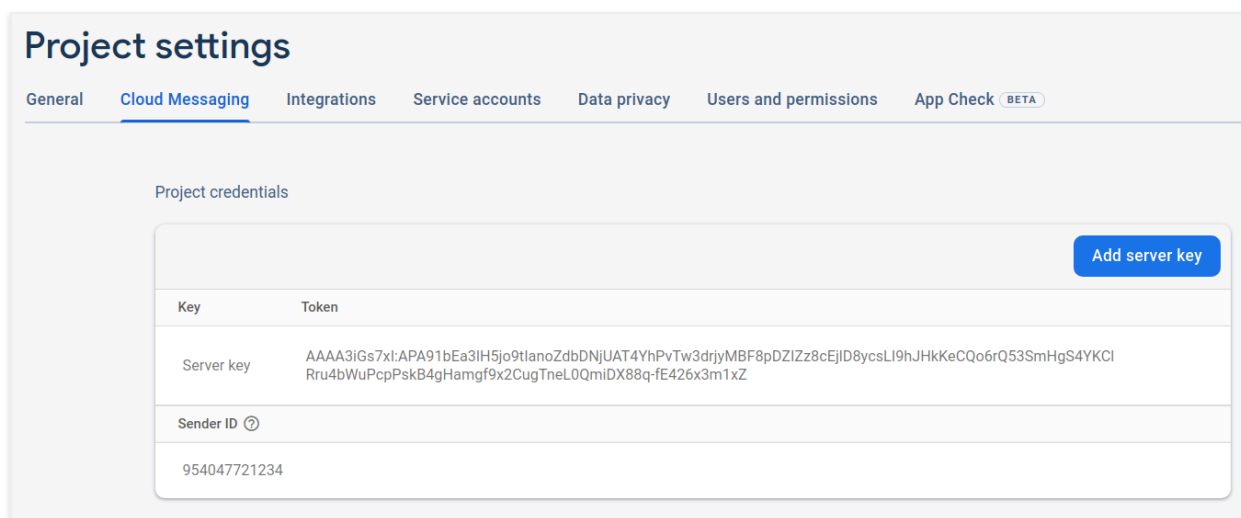 Project settings
General Cloud Messaging Integrations Service accounts Data privacy Users and permissions App Check BETA
Project credentials
Add server key
Key Token
Server key AAAA3iGs7xI:APA91bEa3IH5jo9tIanoZdbDNjUAT4YhPvTw3drjyMBF8pDZIZz8cEjlD8ycsLI9hJHkKeCQo6rQ53SmHgS4YKCl
Rru4bWuPcpPskB4gHamgf9x2CugTneL0QmiDX88q-fE426x3m1xZ
Sender ID
954047721234